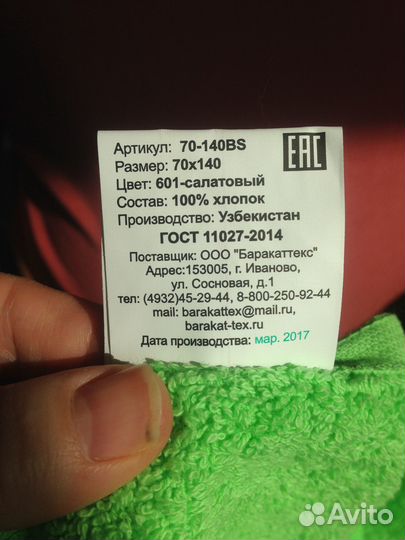 Артикул: 70-140BS
EAC
Размер: 70х140
Цвет: 601-салатовый
Состав: 100% хлопок
Производство: Узбекистан
ГОСТ 11027-2014
Поставщик: ООО "Баракаттекс"
Адрес:153005, г. Иваново,
ул. Сосновая, д.1
тел: (4932)45-29-44, 8-800-250-92-44
mail: barakattex@mail.ru,
barakat-tex.ru
Дата производства: мар. 2017
Avito